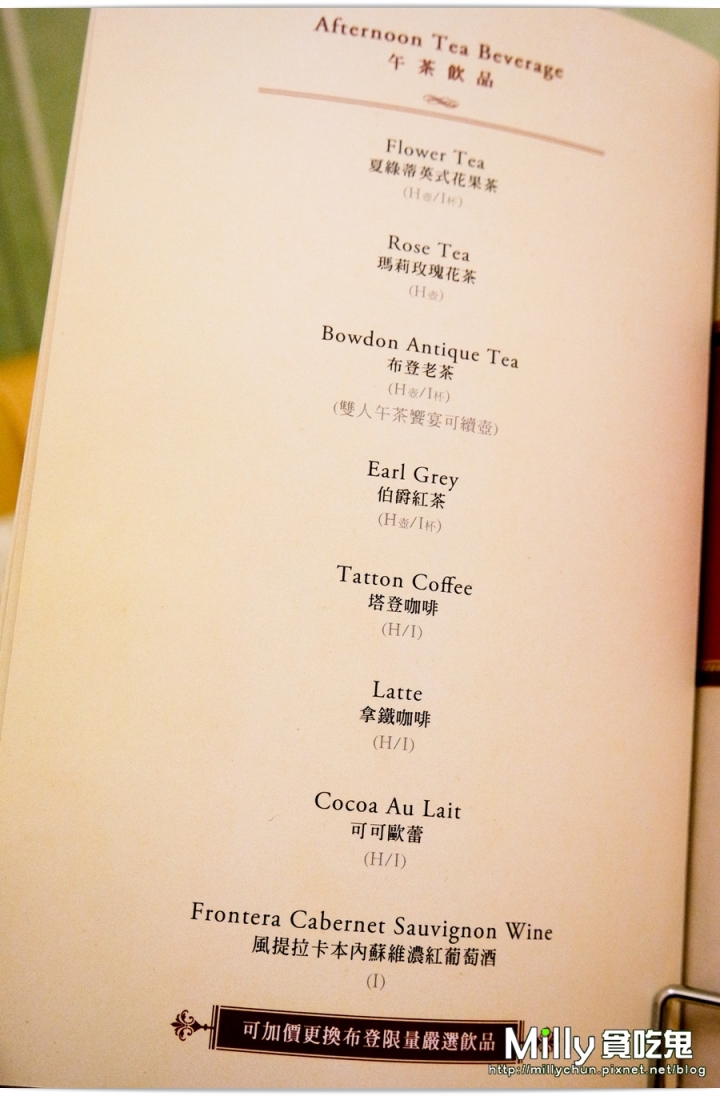 Afternoon Tea Beverage
午茶飲品
Flower Tea
夏綠蒂英式花果茶
(H壺/I杯)
Rose Tea
瑪莉玫瑰花茶
(H壺)
Bowdon Antique Tea
布登老茶
(H壺/I杯)
(雙人午茶饗宴可續壺)
Earl Grey
伯爵紅茶
(H壺/I杯)
Tatton Coffee
塔登咖啡
(H/I)
Latte
拿鐵咖啡
(H/I)
Cocoa Au Lait
可可歐蕾
(H/I)
Frontera Cabernet Sauvignon Wine
風提拉卡本內蘇維濃紅葡萄酒
(I)
可加價更換布登限量嚴選飲品
Milly 貪吃鬼
http://millychun.pixnet.net/blog